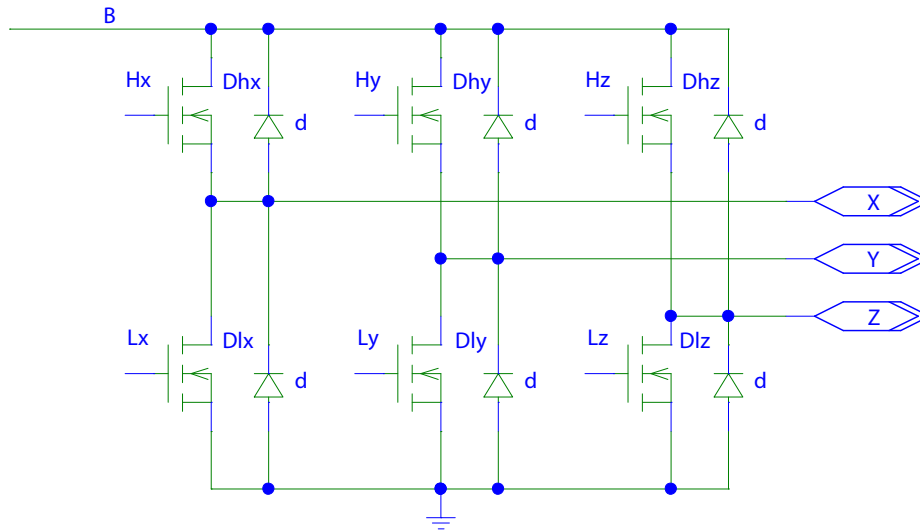 B
Hx Dhx Hy Dhy Hz Dhz
d d d
X
Y
Z
Lx Dlx Ly Dly Lz Dlz
d d d